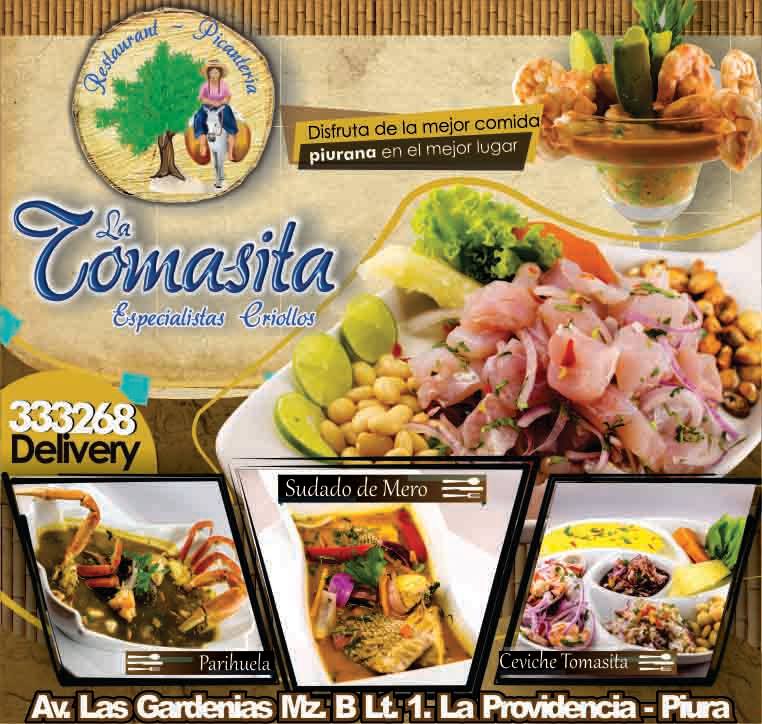 Restaurant - Picanteria
Disfruta de la mejor comida
piurana en el mejor lugar
La
Tomasita
Especialistas Criollos
333268
Delivery
Sudado de Mero
Parihuela
Ceviche Tomasita
Av. Las Gardenias Mz. B Lt. 1. La Providencia - Piura